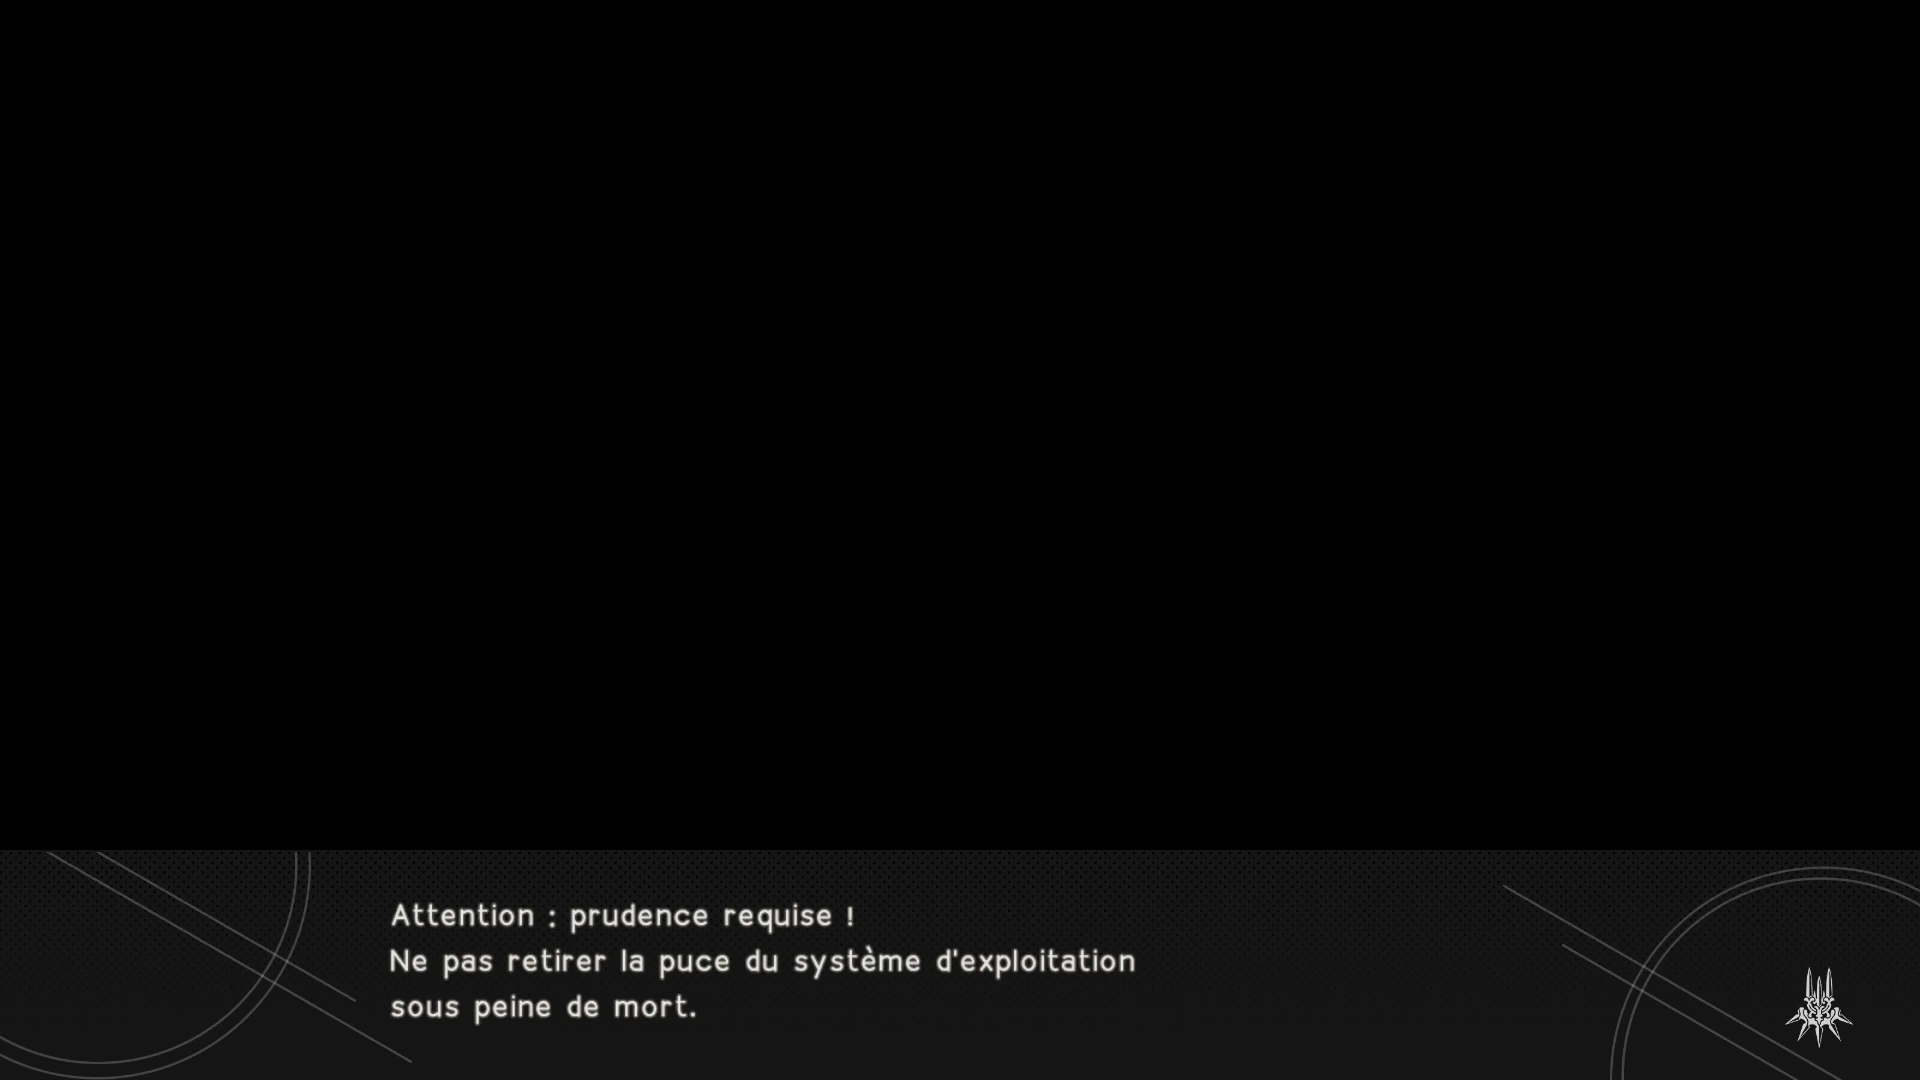 Attention : prudence requise !
Ne pas retirer la puce du système d'exploitation
sous peine de mort.